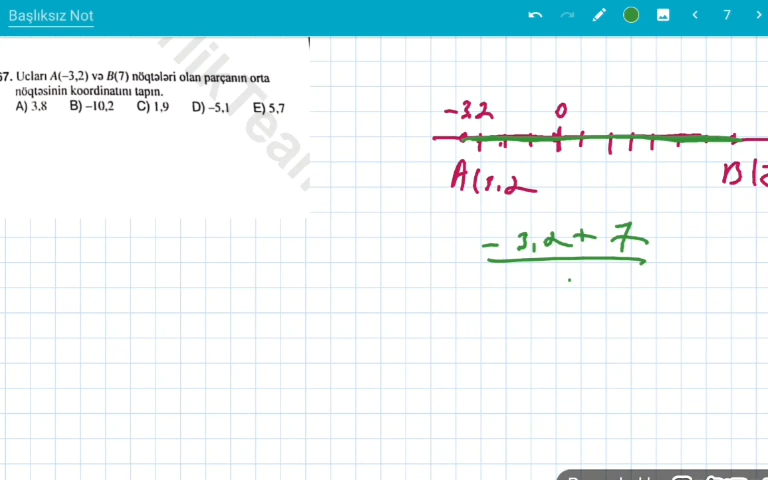 Başlıksız Not
7
67. Ucları A(−3,2) və B(7) nöqtələri olan parçanın orta
nöqtəsinin koordinatını tapın.
A) 3,8 B) −10,2 C) 1,9 D) −5,1 E) 5,7
−3,2 0
A(3,2 B(
− 3,2 + 7